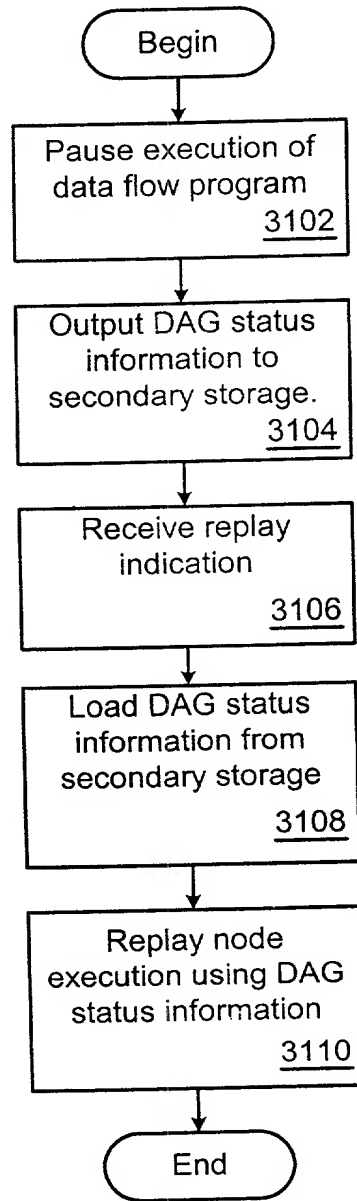 Begin
Pause execution of
data flow program
3102
Output DAG status
information to
secondary storage.
3104
Receive replay
indication
3106
Load DAG status
information from
secondary storage
3108
Replay node
execution using DAG
status information
3110
End